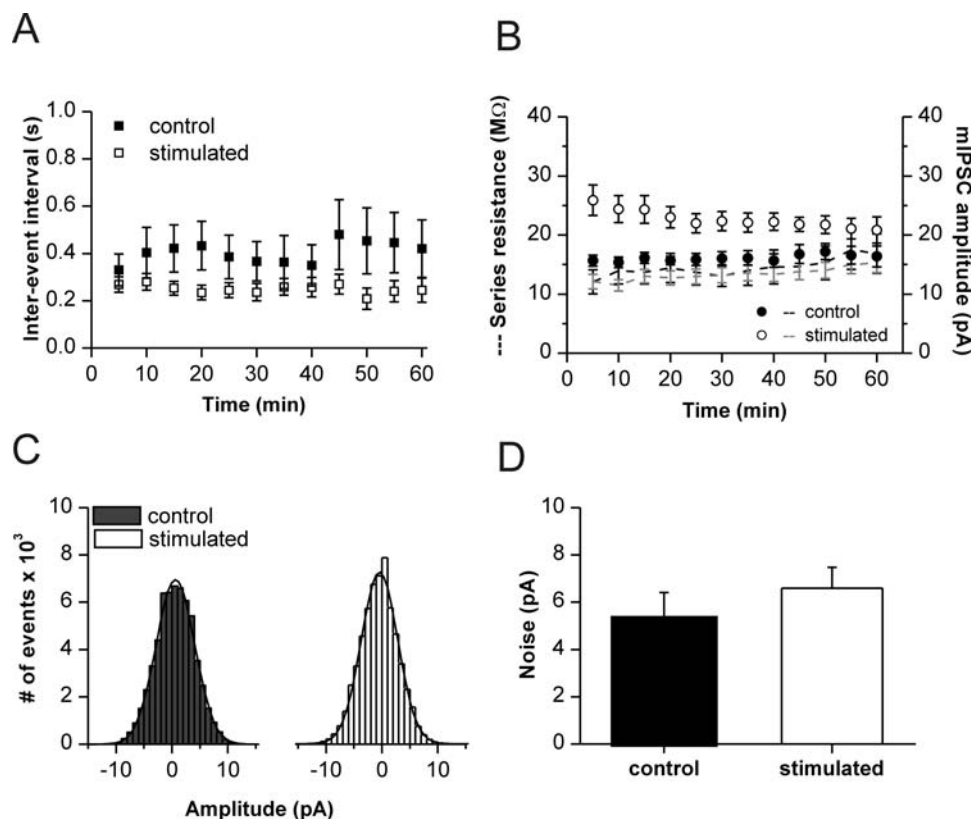 A
Inter-event interval (s)
1.0
0.8
0.6
0.4
0.2
0.0
control
stimulated
0 10 20 30 40 50 60
Time (min)
B
--- Series resistance (MΩ)
40
30
20
10
0
mIPSC amplitude (pA)
40
30
20
10
0
-- control
-- stimulated
0 10 20 30 40 50 60
Time (min)
C
# of events x 10³
10
8
6
4
2
0
control
stimulated
-10 0 10 -10 0 10
Amplitude (pA)
D
Noise (pA)
10
8
6
4
2
0
control stimulated